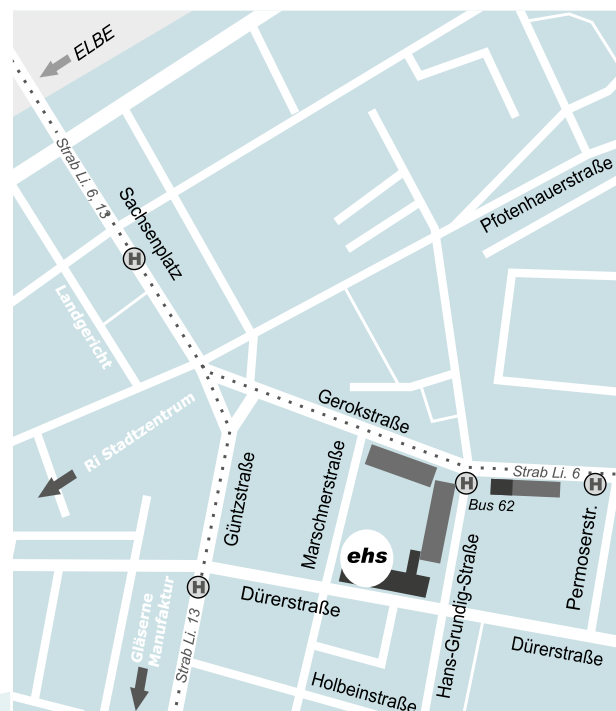 ELBE
Strab Li. 6, 13
Sachsenplatz
H
Pfotenhauerstraße
Landgericht
Ri Stadtzentrum
Gerokstraße
Güntzstraße
Marschnerstraße
Strab Li. 6
H
H
Bus 62
Permoserstr.
ehs
Hans-Grundig-Straße
H
Dürerstraße
Gläserne
Manufaktur
Strab Li. 13
Dürerstraße
Holbeinstraße